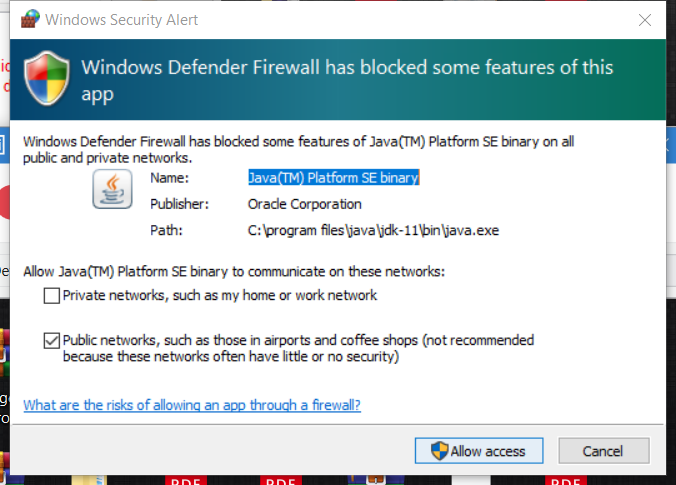 Windows Security Alert
Windows Defender Firewall has blocked some features of this
app
Windows Defender Firewall has blocked some features of Java(TM) Platform SE binary on all
public and private networks.
Name: Java(TM) Platform SE binary
Publisher: Oracle Corporation
Path: C:\program files\java\jdk-11\bin\java.exe
Allow Java(TM) Platform SE binary to communicate on these networks:
Private networks, such as my home or work network
Public networks, such as those in airports and coffee shops (not recommended
because these networks often have little or no security)
What are the risks of allowing an app through a firewall?
Allow access Cancel